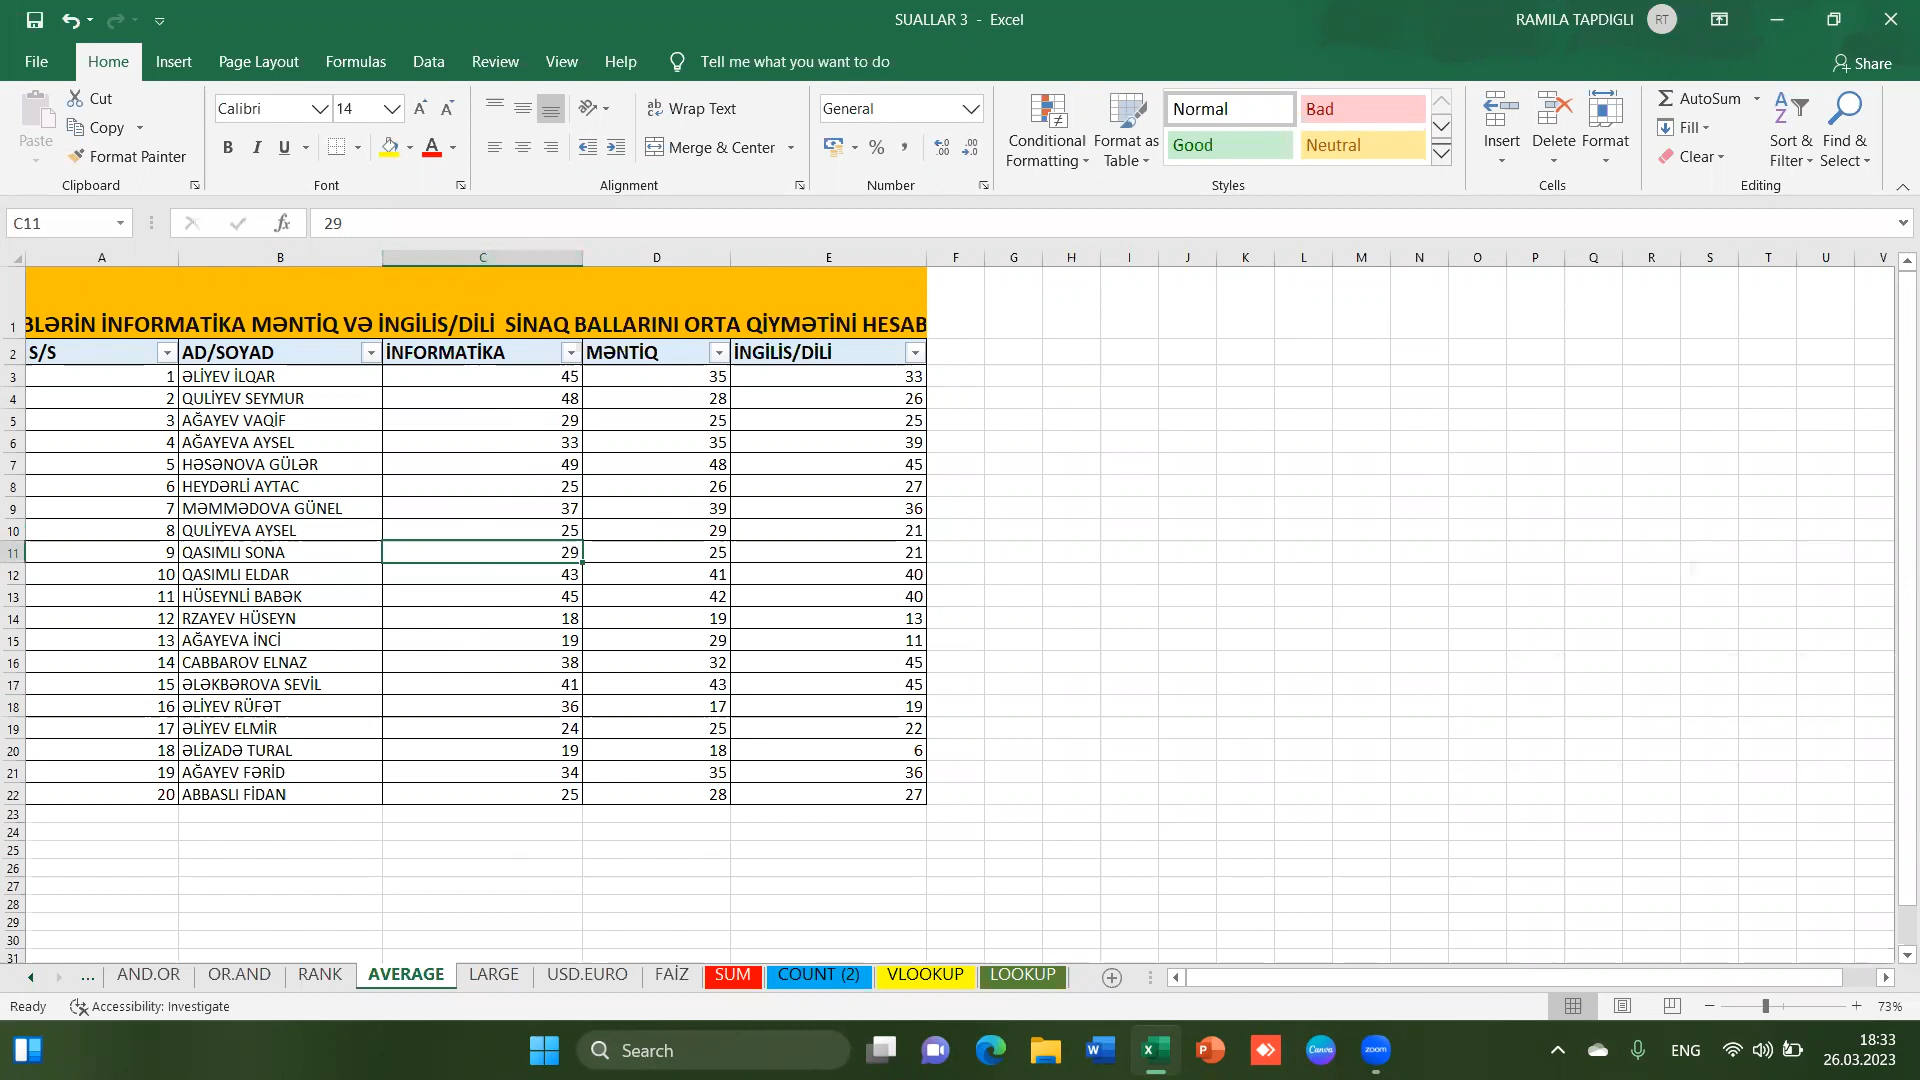 SUALLAR 3 - Excel
RAMILA TAPDIGLI
RT
File Home Insert Page Layout Formulas Data Review View Help Tell me what you want to do
Share
Paste
Cut
Copy
Format Painter
Calibri 14
B I U
A
ab Wrap Text
Merge & Center
General
% ,
Conditional Formatting
Format as Table
Normal Bad
Good Neutral
Insert Delete Format
AutoSum
Fill
Clear
Sort & Filter
Find & Select
Clipboard Font Alignment Number Styles Cells Editing
C11 fx 29
A B C D E F G H I J K L M N O P Q R S T U V
1 BLƏRİN İNFORMATİKA MƏNTİQ VƏ İNGİLİS/DİLİ SİNAQ BALLARINI ORTA QİYMƏTİNİ HESAB
2 S/S AD/SOYAD İNFORMATİKA MƏNTİQ İNGİLİS/DİLİ
3 1 ƏLİYEV İLQAR 45 35 33
4 2 QULİYEV SEYMUR 48 28 26
5 3 AĞAYEV VAQİF 29 25 25
6 4 AĞAYEVA AYSEL 33 35 39
7 5 HƏSƏNOVA GÜLƏR 49 48 45
8 6 HEYDƏRLİ AYTAC 25 26 27
9 7 MƏMMƏDOVA GÜNEL 37 39 36
10 8 QULİYEVA AYSEL 25 29 21
11 9 QASIMLI SONA 29 25 21
12 10 QASIMLI ELDAR 43 41 40
13 11 HÜSEYNLİ BABƏK 45 42 40
14 12 RZAYEV HÜSEYN 18 19 13
15 13 AĞAYEVA İNCİ 19 29 11
16 14 CABBAROV ELNAZ 38 32 45
17 15 ƏLƏKBƏROVA SEVİL 41 43 45
18 16 ƏLİYEV RÜFƏT 36 17 19
19 17 ƏLİYEV ELMİR 24 25 22
20 18 ƏLİZADƏ TURAL 19 18 6
21 19 AĞAYEV FƏRİD 34 35 36
22 20 ABBASLI FİDAN 25 28 27
23
24
25
26
27
28
29
30
31
... AND.OR OR.AND RANK AVERAGE LARGE USD.EURO FAİZ SUM COUNT (2) VLOOKUP LOOKUP
Ready Accessibility: Investigate 73%
Search
Canva
zoom
ENG
18:33
26.03.2023